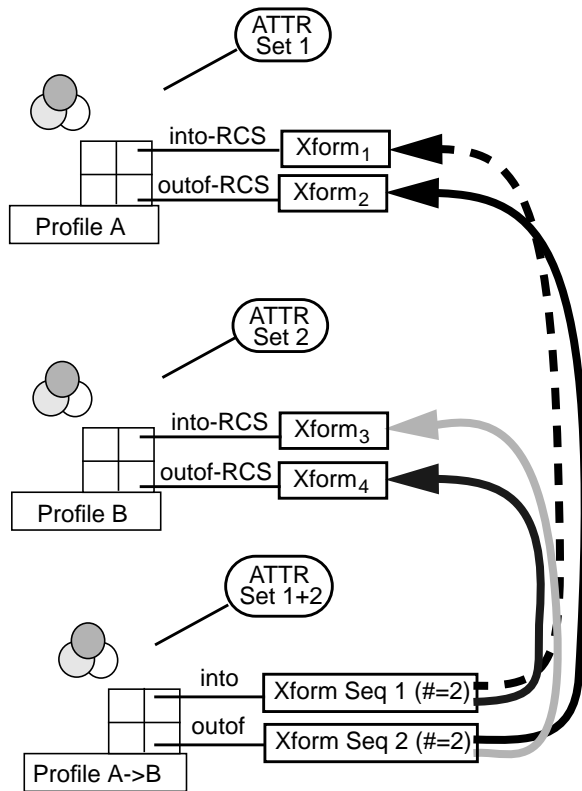 ATTR
Set 1
into-RCS
Xform1
outof-RCS
Xform2
Profile A
ATTR
Set 2
into-RCS
Xform3
outof-RCS
Xform4
Profile B
ATTR
Set 1+2
into
Xform Seq 1 (#=2)
outof
Xform Seq 2 (#=2)
Profile A->B